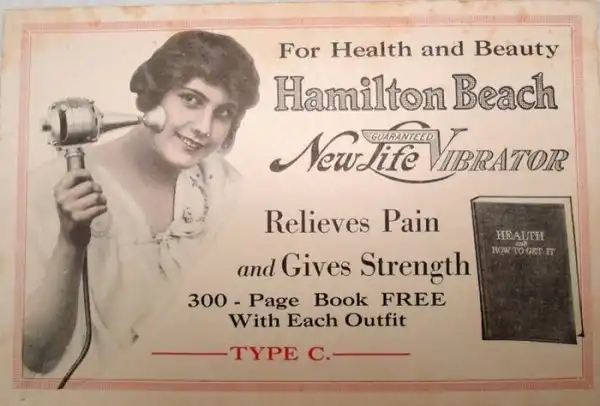 For Health and Beauty
Hamilton Beach
New Life GUARANTEED VIBRATOR
Relieves Pain
and Gives Strength
HEALTH
and
HOW TO GET IT
300 - Page Book FREE
With Each Outfit
TYPE C.